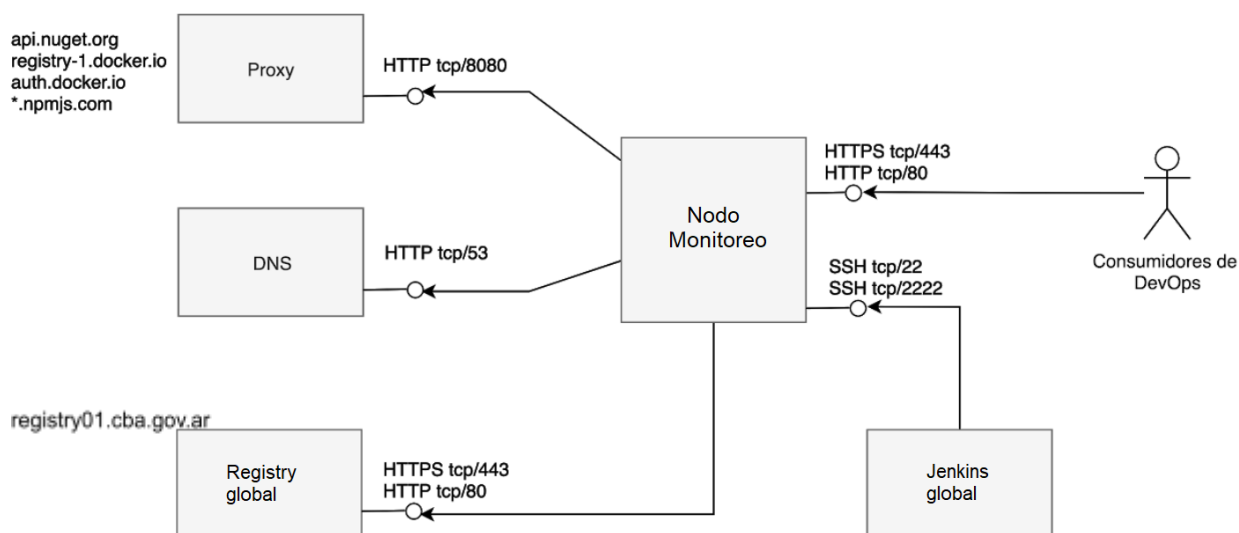 api.nuget.org
registry-1.docker.io
auth.docker.io
*.npmjs.com
Proxy
HTTP tcp/8080
Nodo
Monitoreo
HTTPS tcp/443
HTTP tcp/80
Consumidores de
DevOps
DNS
HTTP tcp/53
SSH tcp/22
SSH tcp/2222
registry01.cba.gov.ar
Registry
global
HTTPS tcp/443
HTTP tcp/80
Jenkins
global